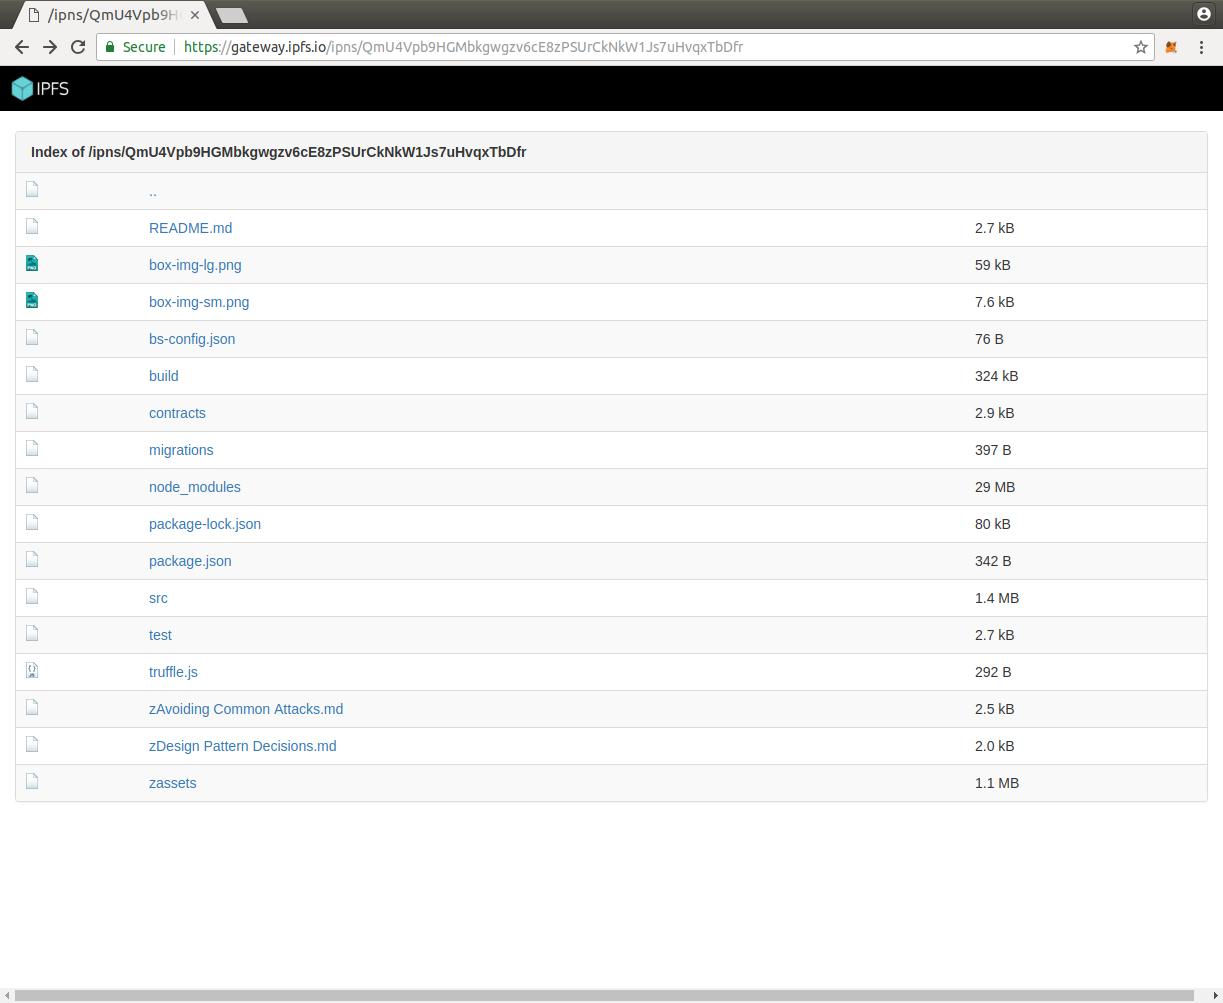 /ipns/QmU4Vpb9H
Secure https://gateway.ipfs.io/ipns/QmU4Vpb9HGMbkgwgzv6cE8zPSUrCkNkW1Js7uHvqxTbDfr
IPFS
Index of /ipns/QmU4Vpb9HGMbkgwgzv6cE8zPSUrCkNkW1Js7uHvqxTbDfr
..
README.md 2.7 kB
box-img-lg.png 59 kB
box-img-sm.png 7.6 kB
bs-config.json 76 B
build 324 kB
contracts 2.9 kB
migrations 397 B
node_modules 29 MB
package-lock.json 80 kB
package.json 342 B
src 1.4 MB
test 2.7 kB
truffle.js 292 B
zAvoiding Common Attacks.md 2.5 kB
zDesign Pattern Decisions.md 2.0 kB
zassets 1.1 MB